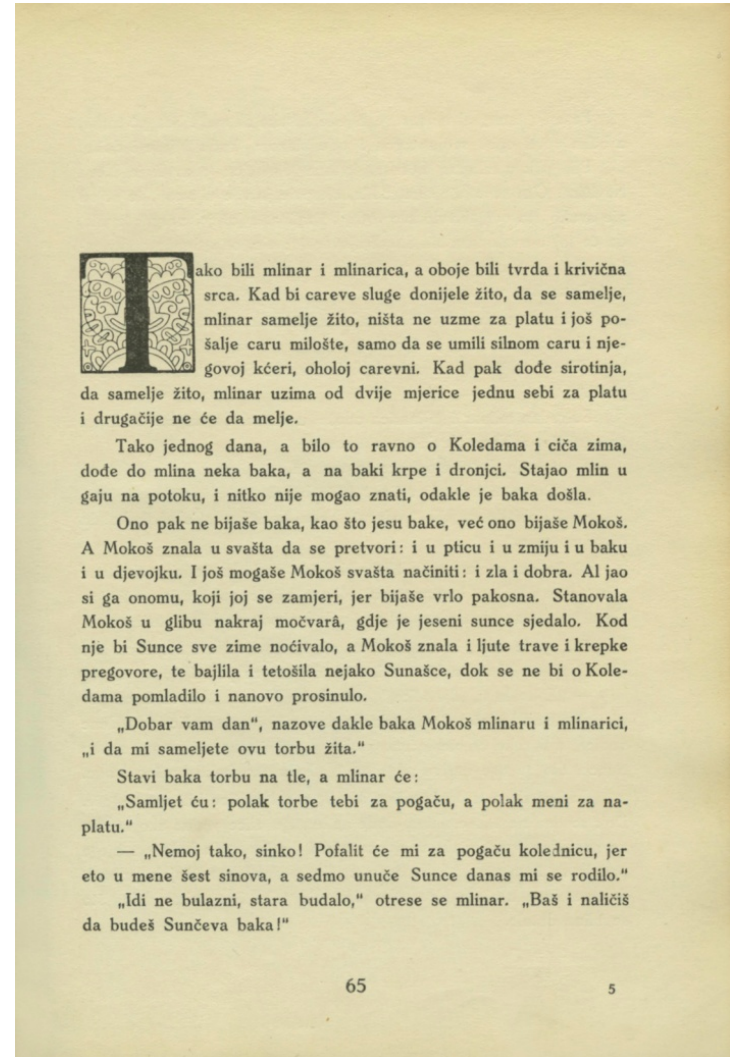 Tako bili mlinar i mlinarica, a oboje bili tvrda i krivična
srca. Kad bi careve sluge donijele žito, da se samelje,
mlinar samelje žito, ništa ne uzme za platu i još po-
šalje caru milošte, samo da se umili silnom caru i nje-
govoj kćeri, oholoj carevni. Kad pak dođe sirotinja,
da samelje žito, mlinar uzima od dvije mjerice jednu sebi za platu
i drugačije ne će da melje.
Tako jednog dana, a bilo to ravno o Koledama i ciča zima,
dođe do mlina neka baka, a na baki krpe i dronjci. Stajao mlin u
gaju na potoku, i nitko nije mogao znati, odakle je baka došla.
Ono pak ne bijaše baka, kao što jesu bake, već ono bijaše Mokoš.
A Mokoš znala u svašta da se pretvori: i u pticu i u zmiju i u baku
i u djevojku. I još mogaše Mokoš svašta načiniti: i zla i dobra. Al jao
si ga onomu, koji joj se zamjeri, jer bijaše vrlo pakosna. Stanovala
Mokoš u glibu nakraj močvarâ, gdje je jeseni sunce sjedalo. Kod
nje bi Sunce sve zime noćivalo, a Mokoš znala i ljute trave i krepke
pregovore, te bajlila i tetošila nejako Sunašce, dok se ne bi o Kole-
dama pomladilo i nanovo prosinulo.
„Dobar vam dan“, nazove dakle baka Mokoš mlinaru i mlinarici,
„i da mi sameljete ovu torbu žita.“
Stavi baka torbu na tle, a mlinar će:
„Samljet ću: polak torbe tebi za pogaču, a polak meni za na-
platu.“
— „Nemoj tako, sinko! Pofalit će mi za pogaču kolednicu, jer
eto u mene šest sinova, a sedmo unuče Sunce danas mi se rodilo.“
„Idi ne bulazni, stara budalo,“ otrese se mlinar. „Baš i naličiš
da budeš Sunčeva baka!“
65
5